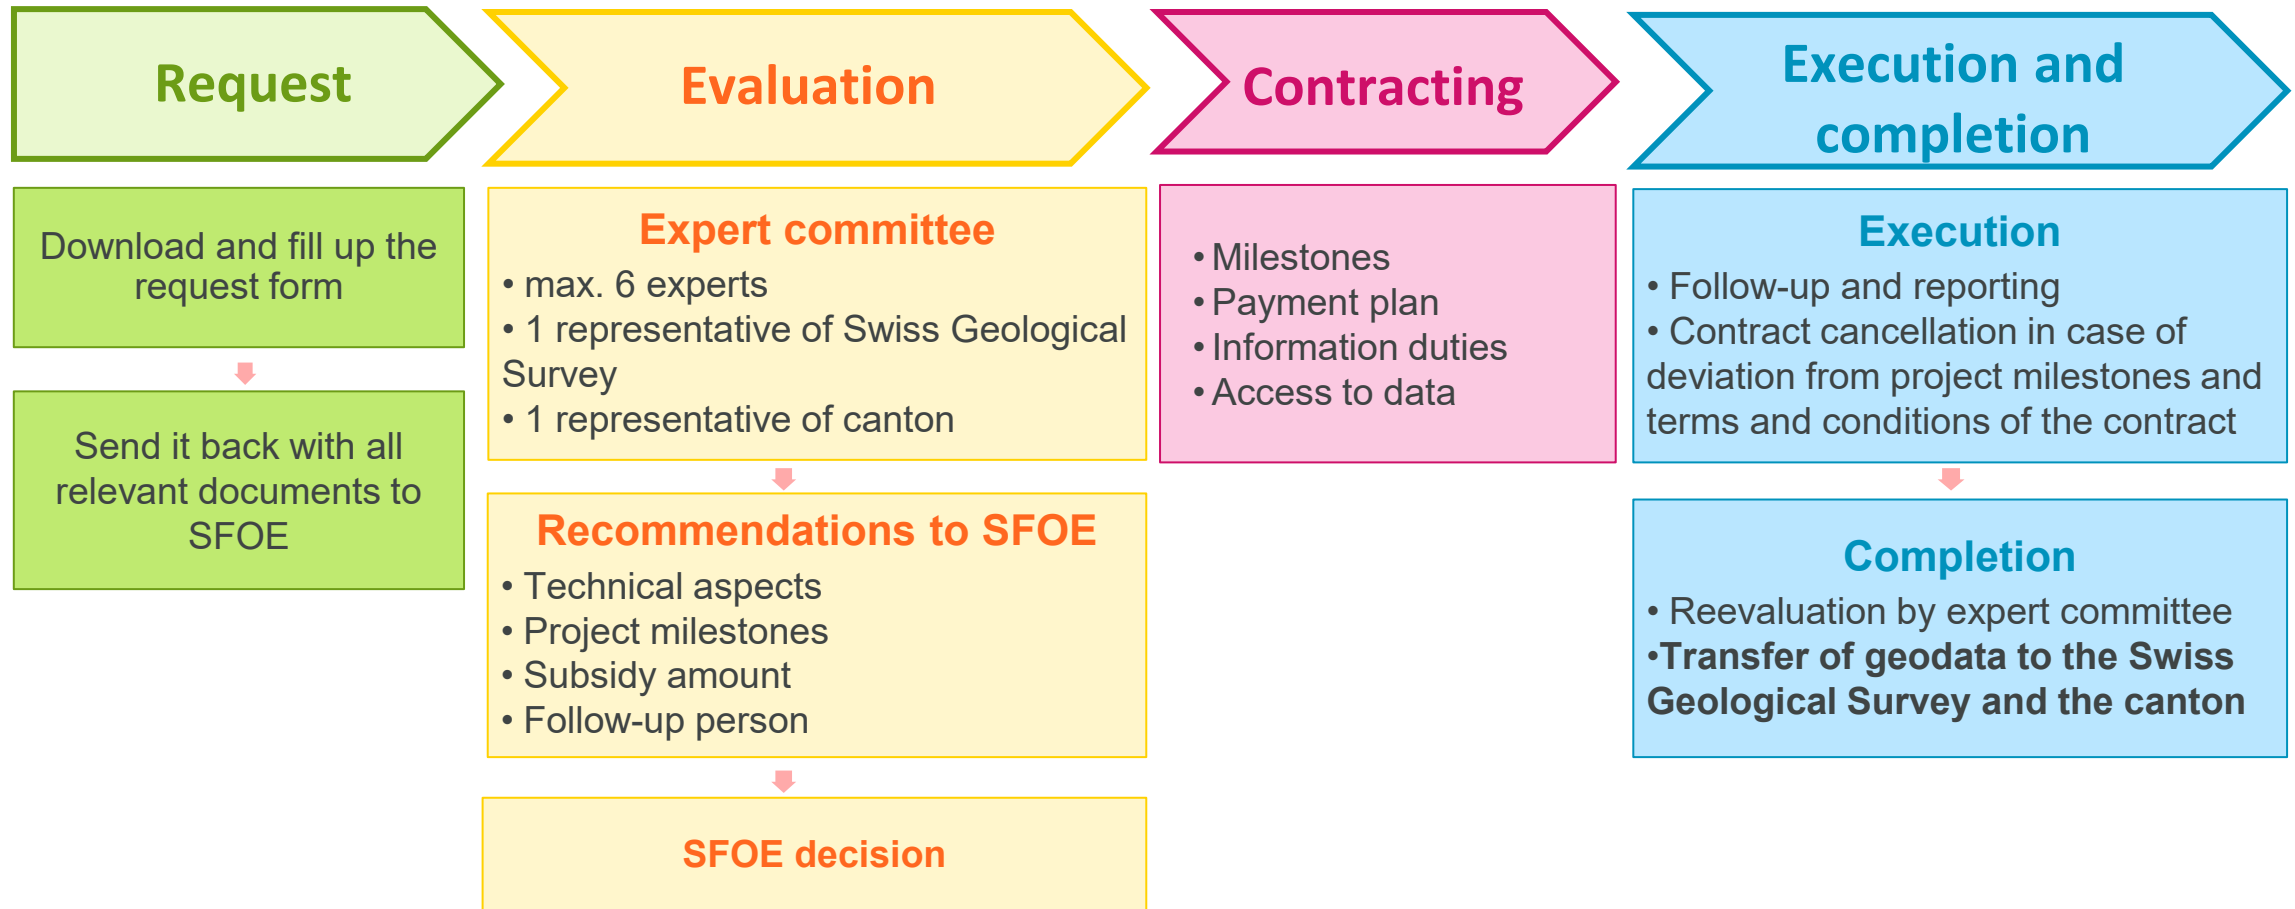 Request
Download and fill up the
request form
Send it back with all
relevant documents to
SFOE
Evaluation
Expert committee
• max. 6 experts
• 1 representative of Swiss Geological
Survey
• 1 representative of canton
Recommendations to SFOE
• Technical aspects
• Project milestones
• Subsidy amount
• Follow-up person
SFOE decision
Contracting
• Milestones
• Payment plan
• Information duties
• Access to data
Execution and
completion
Execution
• Follow-up and reporting
• Contract cancellation in case of
deviation from project milestones and
terms and conditions of the contract
Completion
• Reevaluation by expert committee
•Transfer of geodata to the Swiss
Geological Survey and the canton